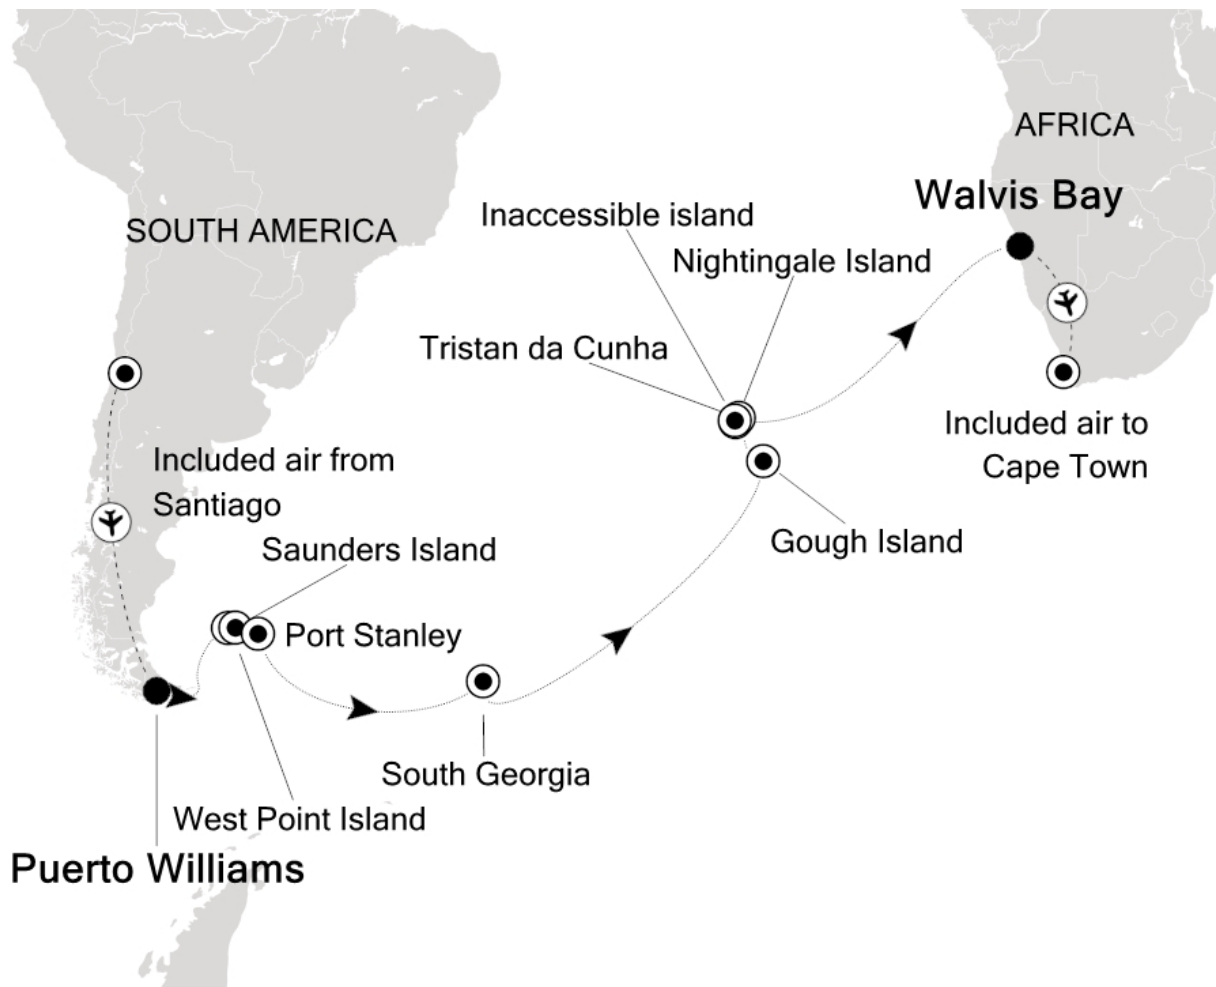 AFRICA
Walvis Bay
Inaccessible island
SOUTH AMERICA
Nightingale Island
Tristan da Cunha
Included air to
Cape Town
Included air from
Santiago
Gough Island
Saunders Island
Port Stanley
South Georgia
West Point Island
Puerto Williams